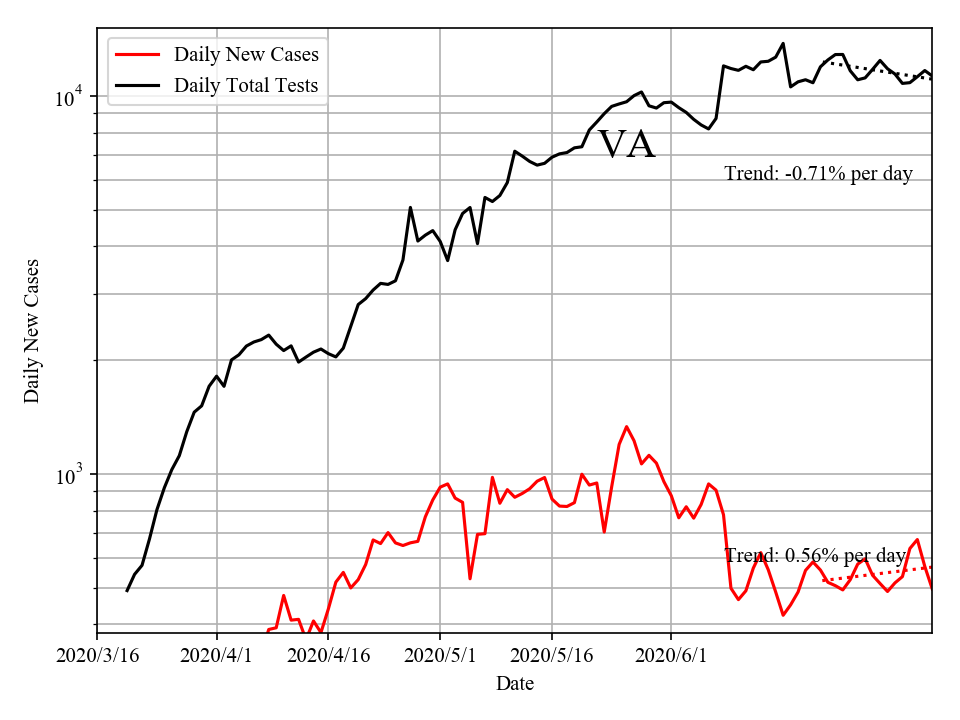 Daily New Cases
Daily Total Tests
10^4
VA
Trend: -0.71% per day
Daily New Cases
10^3
Trend: 0.56% per day
2020/3/16 2020/4/1 2020/4/16 2020/5/1 2020/5/16 2020/6/1
Date